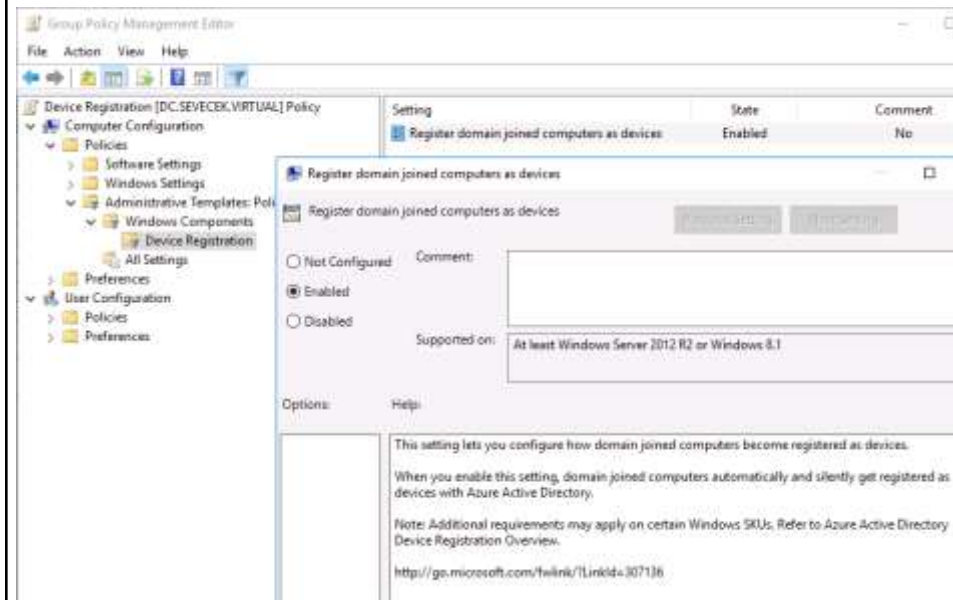 Group Policy Management Editor
File Action View Help
Device Registration [DC.SEVECEK.VIRTUAL] Policy
Computer Configuration
Policies
Software Settings
Windows Settings
Administrative Templates: Poli
Windows Components
Device Registration
All Settings
Preferences
User Configuration
Policies
Preferences
Setting State Comment
Register domain joined computers as devices Enabled No
Register domain joined computers as devices
Register domain joined computers as devices
Previous Setting Next Setting
Not Configured Comment:
Enabled
Disabled
Supported on: At least Windows Server 2012 R2 or Windows 8.1
Options: Help:
This setting lets you configure how domain joined computers become registered as devices.
When you enable this setting, domain joined computers automatically and silently get registered as
devices with Azure Active Directory.
Note: Additional requirements may apply on certain Windows SKUs. Refer to Azure Active Directory
Device Registration Overview.
http://go.microsoft.com/fwlink/?LinkId=307136